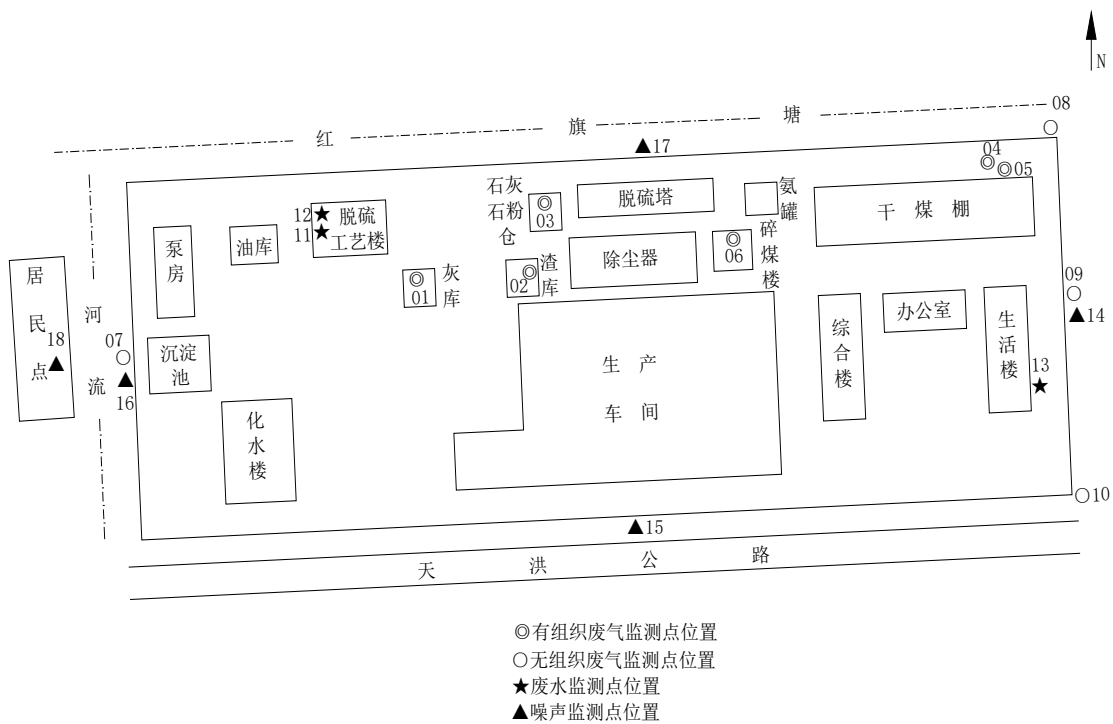 N
08
红 旗 塘
17
04
05
石灰
石粉
仓
03
脱硫塔
氨
罐
干 煤 棚
12
11
脱硫
工艺楼
泵
房
油库
灰
库
01
02
渣
库
除尘器
碎
煤
楼
06
09
14
居
民
点
18
河
流
07
16
沉淀
池
化
水
楼
生 产
车 间
综
合
楼
办公室
生
活
楼
13
10
15
天 洪 公 路
◎有组织废气监测点位置
○无组织废气监测点位置
★废水监测点位置
▲噪声监测点位置